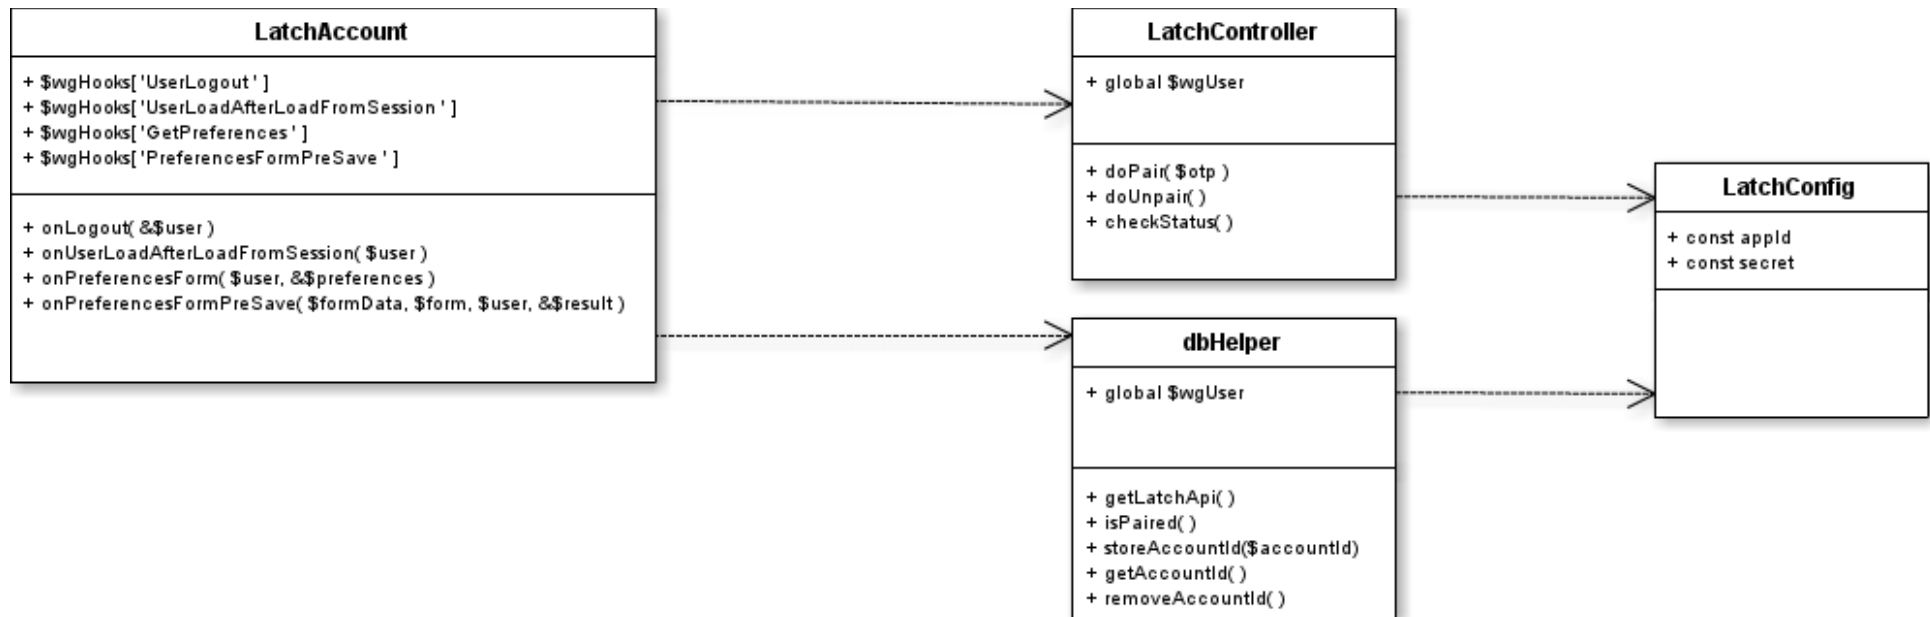 LatchAccount
+ $wgHooks['UserLogout ' ]
+ $wgHooks['UserLoadAfterLoadFromSession ' ]
+ $wgHooks['GetPreferences ' ]
+ $wgHooks['PreferencesFormPreSave ' ]
+ onLogout( &$user )
+ onUserLoadAfterLoadFromSession( $user )
+ onPreferencesForm( $user, &$preferences )
+ onPreferencesFormPreSave( $formData, $form, $user, &$result )
LatchController
+ global $wgUser
+ doPair( $otp )
+ doUnpair( )
+ checkStatus( )
dbHelper
+ global $wgUser
+ getLatchApi( )
+ isPaired( )
+ storeAccountId($accountId)
+ getAccountId( )
+ removeAccountId( )
LatchConfig
+ const appId
+ const secret